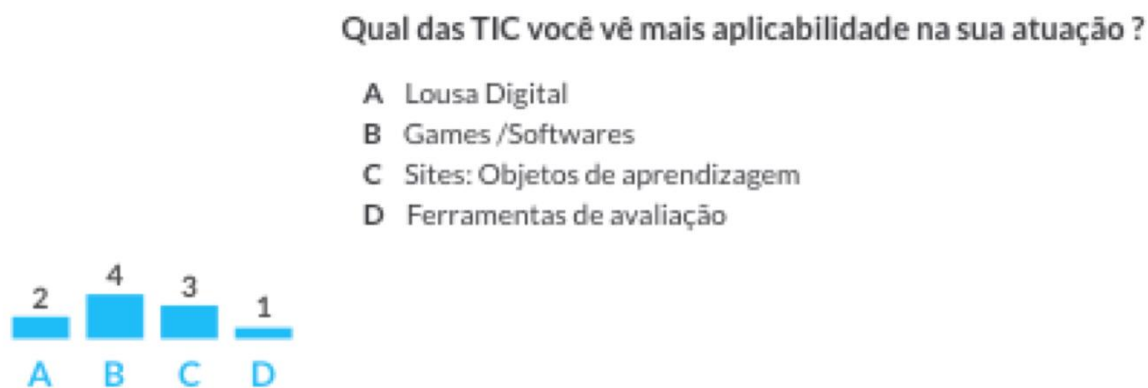 Qual das TIC você vê mais aplicabilidade na sua atuação ?
A Lousa Digital
B Games /Softwares
C Sites: Objetos de aprendizagem
D Ferramentas de avaliação
2 4 3 1
A B C D